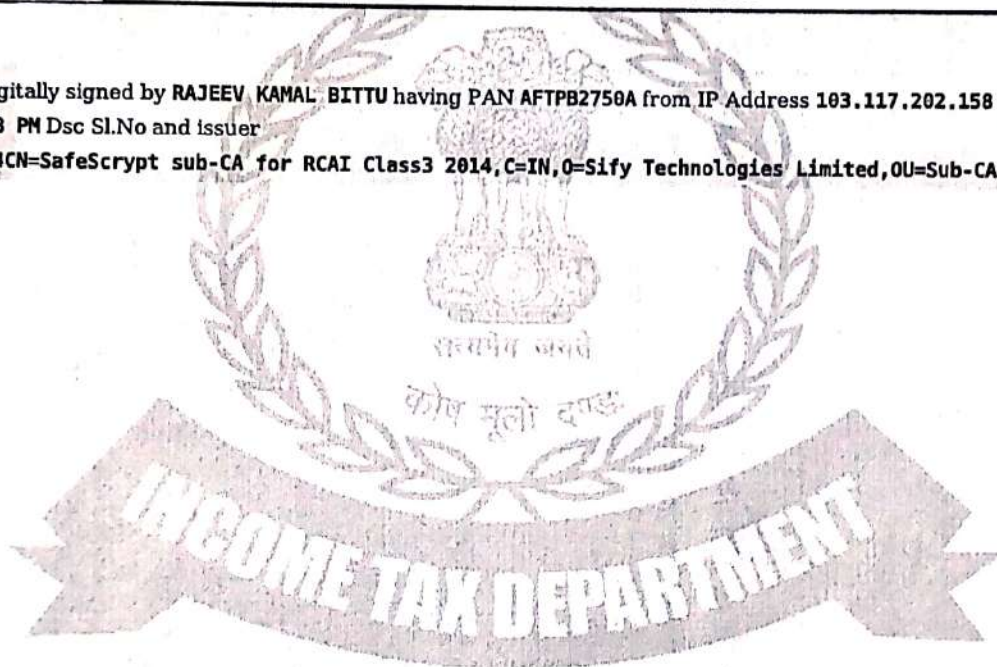 gitally signed by RAJEEV KAMAL BITTU having PAN AFTPB2750A from IP Address 103.117.202.158
PM Dsc Sl.No and issuer
CN=SafeScrypt sub-CA for RCAI Class3 2014,C=IN,O=Sify Technologies Limited,OU=Sub-CA
सत्यमेव जयते
कोष मूलो दण्डः
INCOME TAX DEPARTMENT